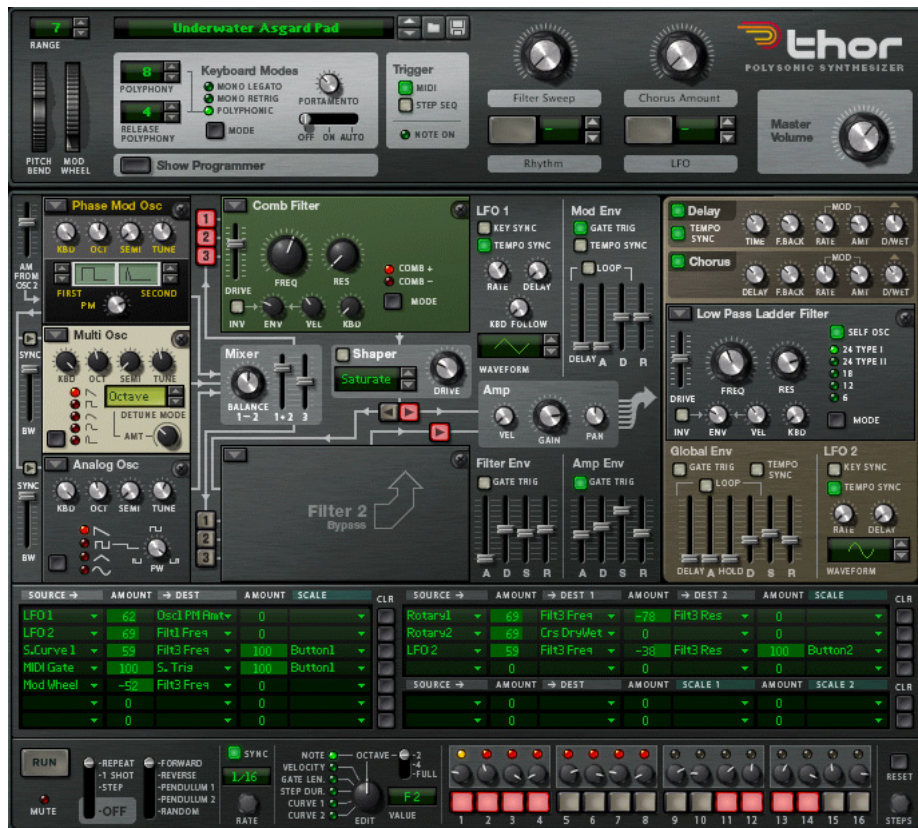 7
RANGE
Underwater Asgard Pad
thor
POLYSONIC SYNTHESIZER
8
POLYPHONY
4
RELEASE
POLYPHONY
Keyboard Modes
MONO LEGATO
MONO RETRIG
POLYPHONIC
MODE
PORTAMENTO
OFF ON AUTO
Trigger
MIDI
STEP SEQ
NOTE ON
Filter Sweep
Chorus Amount
Rhythm
LFO
Master
Volume
PITCH
BEND
MOD
WHEEL
Show Programmer
AM
FROM
OSC 2
Phase Mod Osc
KBD OCT SEMI TUNE
FIRST SECOND
PM
SYNC
BW
Multi Osc
KBD OCT SEMI TUNE
Octave
DETUNE MODE
AMT
SYNC
BW
Analog Osc
KBD OCT SEMI TUNE
PW
1
2
3
Comb Filter
DRIVE
FREQ
RES
COMB +
COMB −
MODE
INV ENV VEL KBD
Mixer
BALANCE
1−2
1+2 3
Shaper
Saturate
DRIVE
1
2
3
Filter 2
Bypass
LFO 1
KEY SYNC
TEMPO SYNC
RATE DELAY
KBD FOLLOW
WAVEFORM
Mod Env
GATE TRIG
TEMPO SYNC
LOOP
DELAY A D R
Amp
VEL GAIN PAN
Filter Env
GATE TRIG
A D S R
Amp Env
GATE TRIG
A D S R
Delay
TEMPO
SYNC
MOD
TIME F.BACK RATE AMT D/WET
Chorus
MOD
DELAY F.BACK RATE AMT D/WET
Low Pass Ladder Filter
DRIVE
FREQ
RES
SELF OSC
24 TYPE I
24 TYPE II
18
12
6
MODE
INV ENV VEL KBD
Global Env
GATE TRIG
TEMPO
SYNC
LOOP
DELAY A HOLD D S R
LFO 2
KEY SYNC
TEMPO SYNC
RATE DELAY
WAVEFORM
SOURCE → AMOUNT → DEST AMOUNT SCALE CLR
LFO 1 62 Osc1 PM Amt 0
LFO 2 69 Filt1 Freq 0
S.Curve 1 59 Filt3 Freq 100 Button1
MIDI Gate 100 S. Trig 100 Button1
Mod Wheel -52 Filt3 Freq 0
0 0
0 0
SOURCE → AMOUNT → DEST 1 AMOUNT → DEST 2 AMOUNT SCALE CLR
Rotary1 69 Filt3 Freq -78 Filt3 Res 0
Rotary2 69 Crs DryWet 0 0
LFO 2 59 Filt3 Freq -38 Filt3 Res 100 Button2
0 0 0
SOURCE → AMOUNT → DEST AMOUNT SCALE 1 AMOUNT SCALE 2 CLR
0 0 0
0 0 0
RUN
MUTE
-REPEAT
-1 SHOT
-STEP
-OFF
-FORWARD
-REVERSE
-PENDULUM 1
-PENDULUM 2
-RANDOM
SYNC
1/16
RATE
NOTE
VELOCITY
GATE LEN.
STEP DUR.
CURVE 1
CURVE 2
EDIT
OCTAVE
-2
-4
-FULL
F 2
VALUE
1 2 3 4 5 6 7 8 9 10 11 12 13 14 15 16
RESET
STEPS